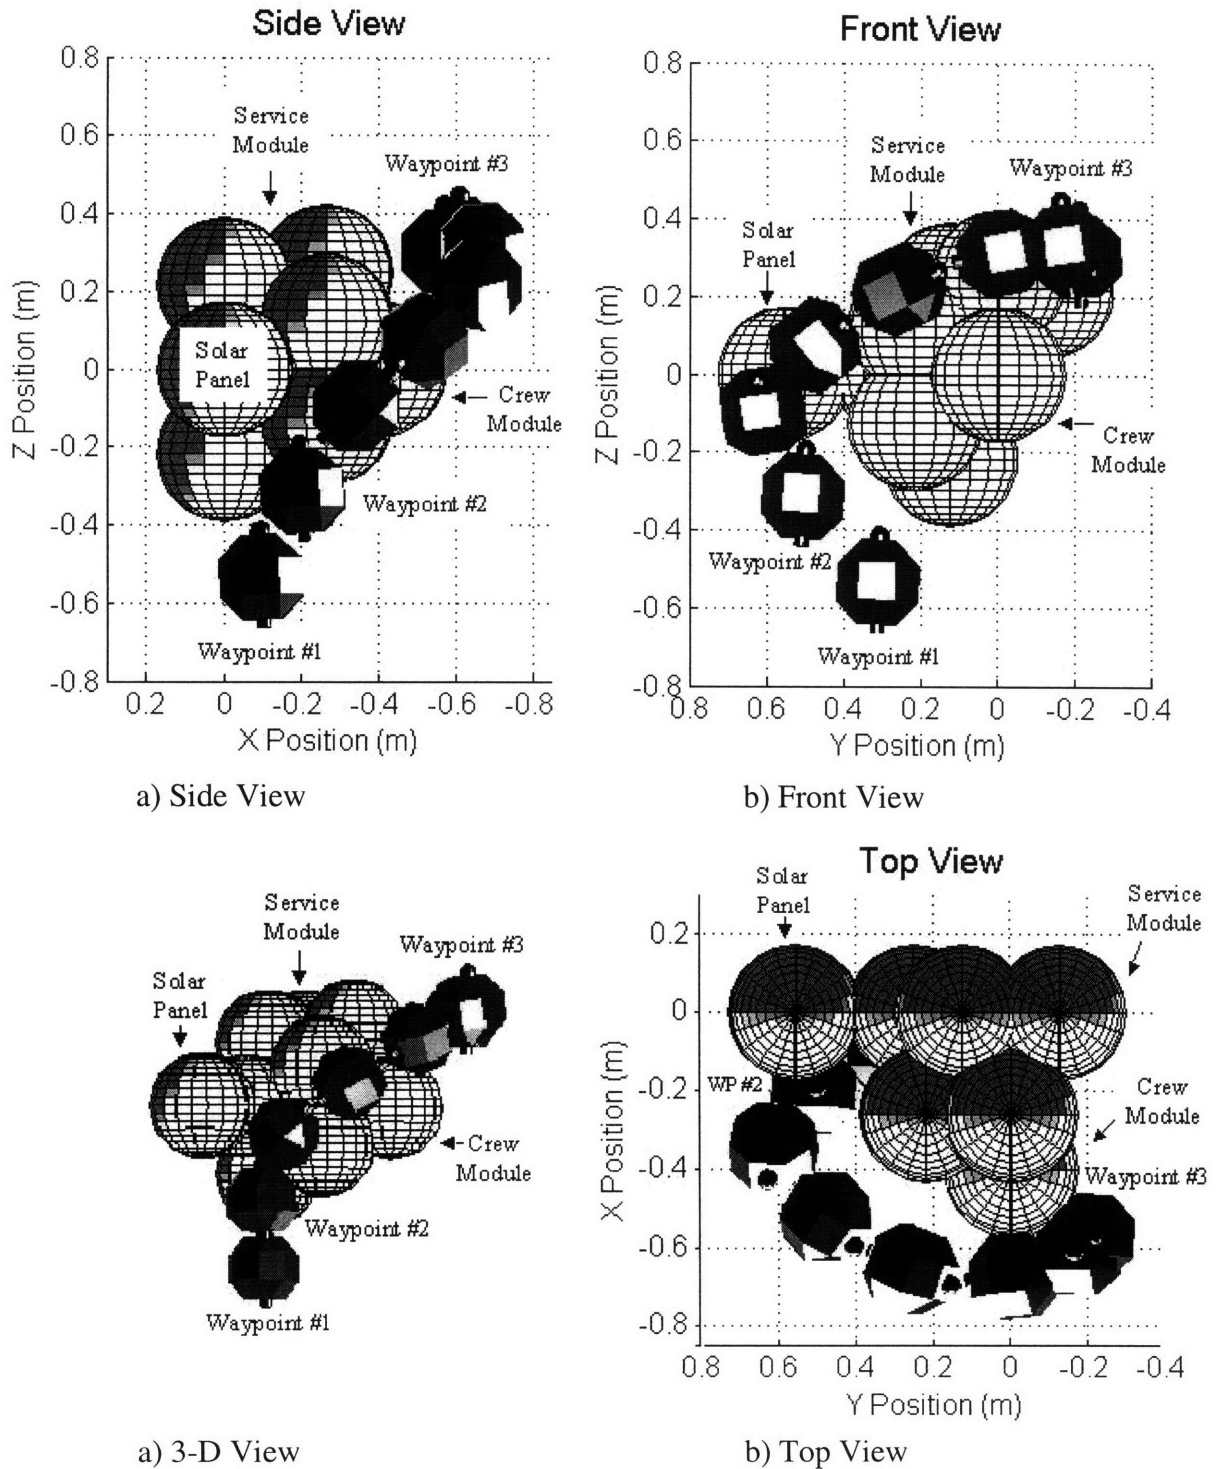 Side View
0.8
0.6
0.4
0.2
0
-0.2
-0.4
-0.6
-0.8
Z Position (m)
Service
Module
Waypoint #3
Solar
Panel
Crew
Module
Waypoint #2
Waypoint #1
0.2
0
-0.2
-0.4
-0.6
-0.8
X Position (m)
a) Side View
Front View
0.8
0.6
0.4
0.2
0
-0.2
-0.4
-0.6
-0.8
Z Position (m)
Service
Module
Waypoint #3
Solar
Panel
Crew
Module
Waypoint #2
Waypoint #1
0.8
0.6
0.4
0.2
0
-0.2
-0.4
Y Position (m)
b) Front View
Service
Module
Waypoint #3
Solar
Panel
Crew
Module
Waypoint #2
Waypoint #1
a) 3-D View
Top View
Solar
Panel
Service
Module
0.2
0
-0.2
-0.4
-0.6
-0.8
X Position (m)
WP #2
Crew
Module
Waypoint #3
0.8
0.6
0.4
0.2
0
-0.2
-0.4
Y Position (m)
b) Top View